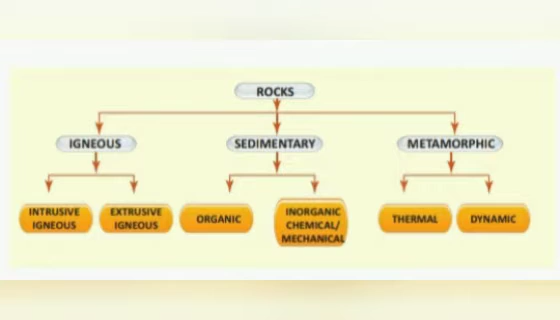 ROCKS
IGNEOUS
SEDIMENTARY
METAMORPHIC
INTRUSIVE
IGNEOUS
EXTRUSIVE
IGNEOUS
ORGANIC
INORGANIC
CHEMICAL/
MECHANICAL
THERMAL
DYNAMIC